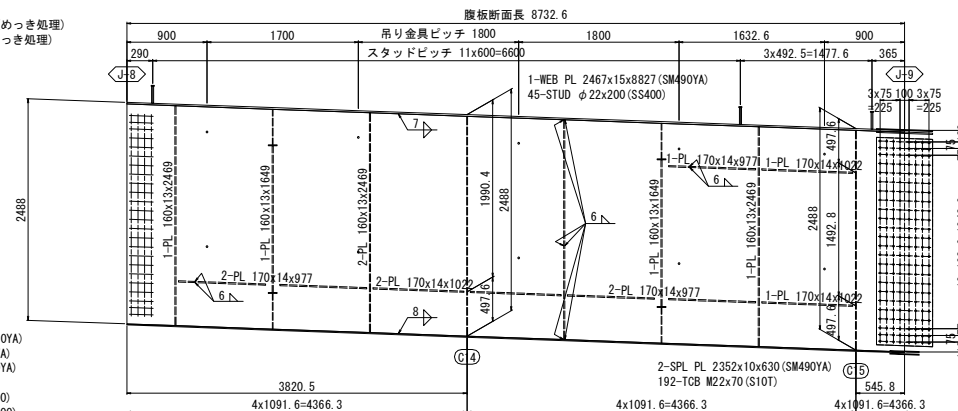 腹板断面長 8732.6
めっき処理)
っき処理)
900
1700
吊り金具ピッチ 1800
1800
1632.6
900
290
スタッドピッチ 11x600=6600
3x492.5=1477.6
365
J-8
J-9
1-WEB PL 2467x15x8827(SM490YA)
45-STUD φ22x200(SS400)
3x75 100 3x75
=225 =225
75
2488
1-PL 160x13x2469
1-PL 160x13x1649
2-PL 160x13x2469
7
1990.4
2488
497.6
6
1-PL 160x13x1649
1-PL 160x13x2469
1-PL 170x14x977
1-PL 170x14x1022
6
497.6
2488
1492.8
497.6
2-PL 170x14x977
2-PL 170x14x1022
2-PL 170x14x977
1-PL 170x14x1022
6
8
75
C14
C15
2-SPL PL 2352x10x630(SM490YA)
192-TCB M22x70(S10T)
0YA)
A)
YA)
0)
3820.5
545.8
4x1091.6=4366.3
4x1091.6=4366.3
4x1091.6=4366.3